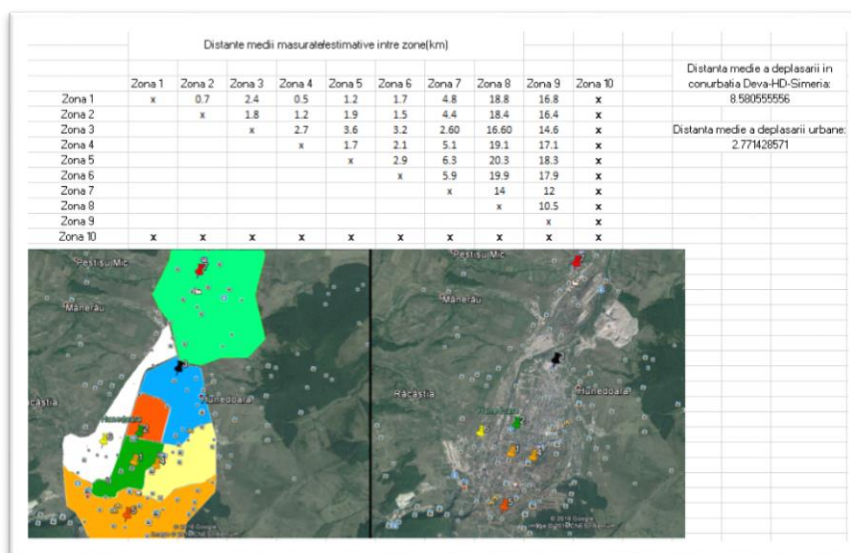 Distante medii masurate/estimative intre zone(km)
Distanta medie a deplasarii in
conurbatia Deva-HD-Simeria:
8.580555556
Distanta medie a deplasarii urbane:
2.771428571
Zona 1 Zona 2 Zona 3 Zona 4 Zona 5 Zona 6 Zona 7 Zona 8 Zona 9 Zona 10
Zona 1 x 0.7 2.4 0.5 1.2 1.7 4.8 18.8 16.8 x
Zona 2 x 1.8 1.2 1.9 1.5 4.4 18.4 16.4 x
Zona 3 x 2.7 3.6 3.2 2.60 16.60 14.6 x
Zona 4 x 1.7 2.1 5.1 19.1 17.1 x
Zona 5 x 2.9 6.3 20.3 18.3 x
Zona 6 x 5.9 19.9 17.9 x
Zona 7 x 14 12 x
Zona 8 x 10.5 x
Zona 9 x x
Zona 10 x x x x x x x x x x
Peștișu Mic
Mânerău
Hunedoara
Hunedoara
© 2016 Google
Peștișu Mic
Mânerău
Răcăștia
Hunedoara
© 2016 Google